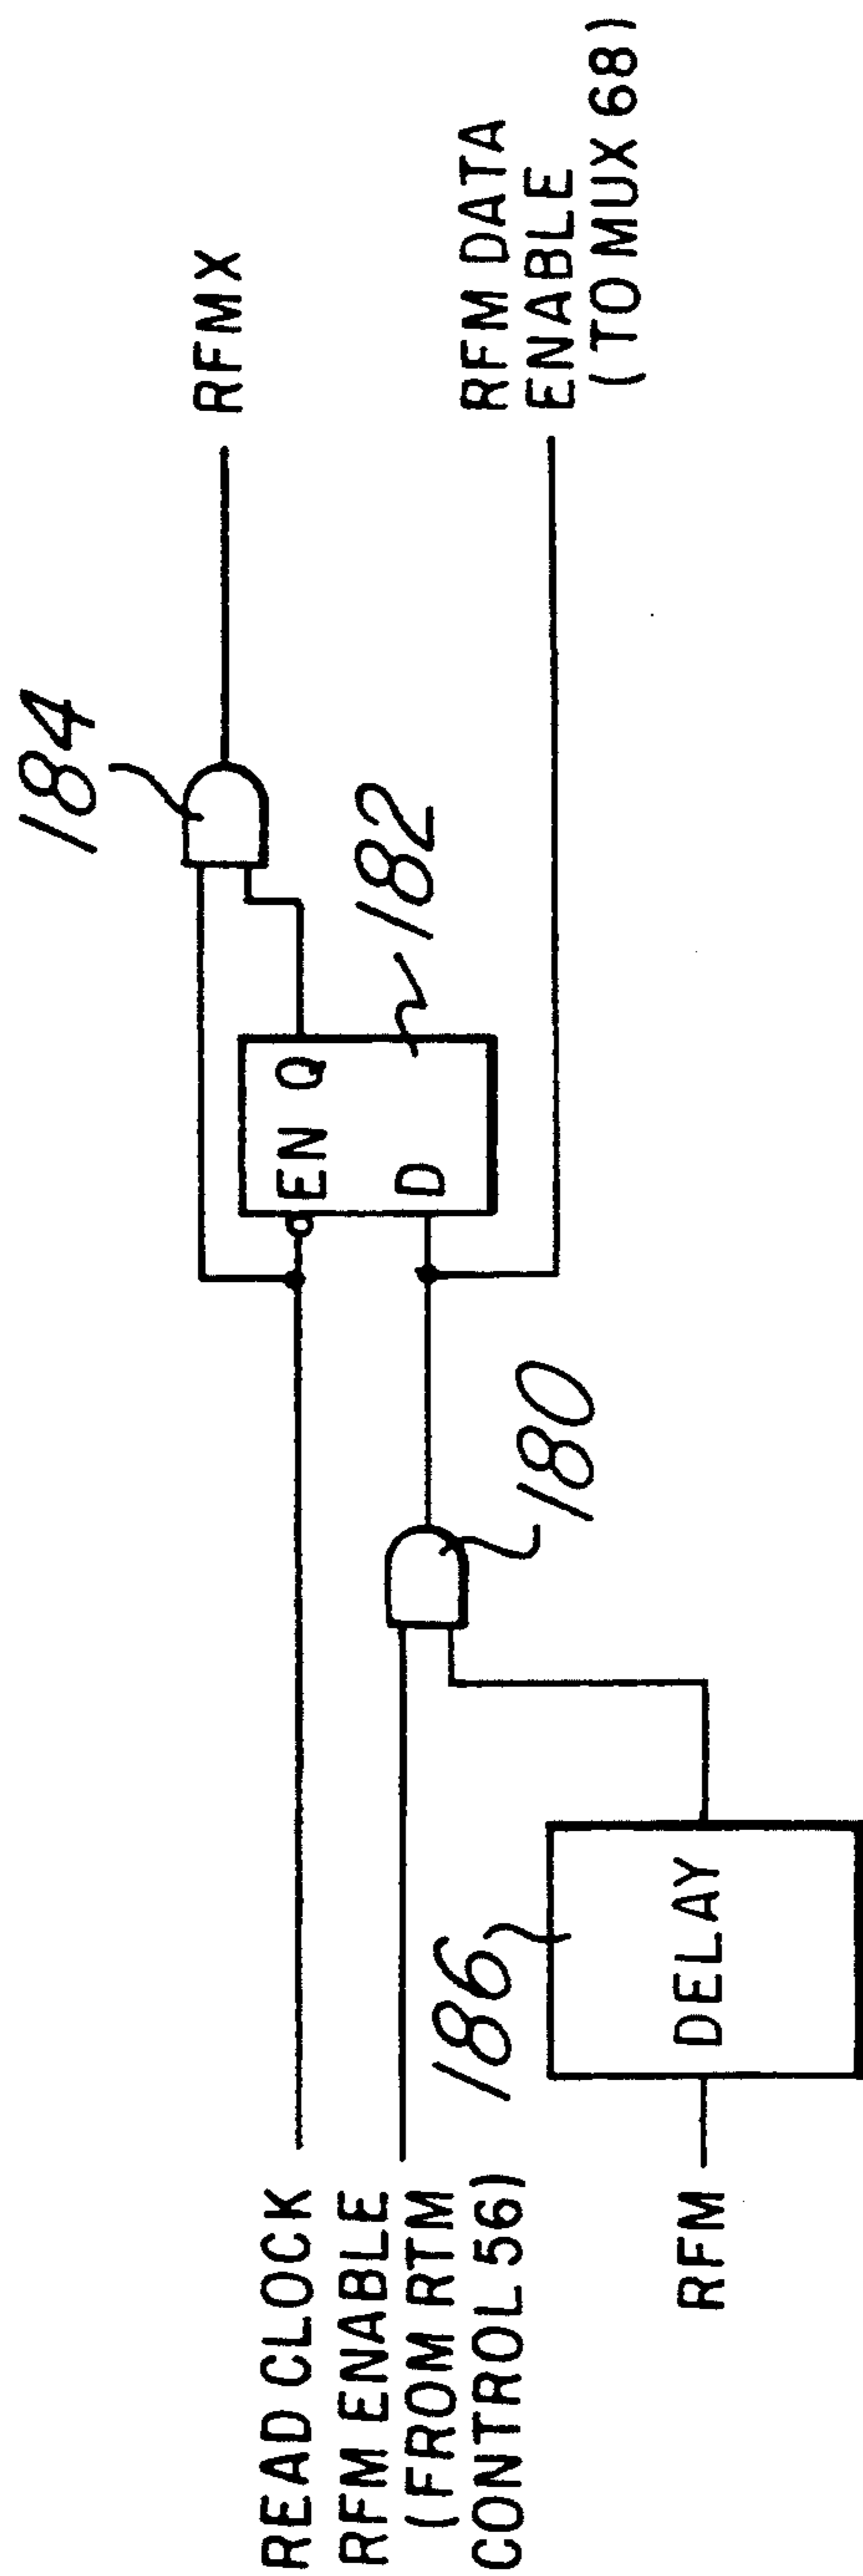 READ CLOCK
RFM ENABLE
(FROM RTM
CONTROL 56)
RFM
186
DELAY
180
EN Q
D
182
184
RFMX
RFM DATA
ENABLE
(TO MUX 68)